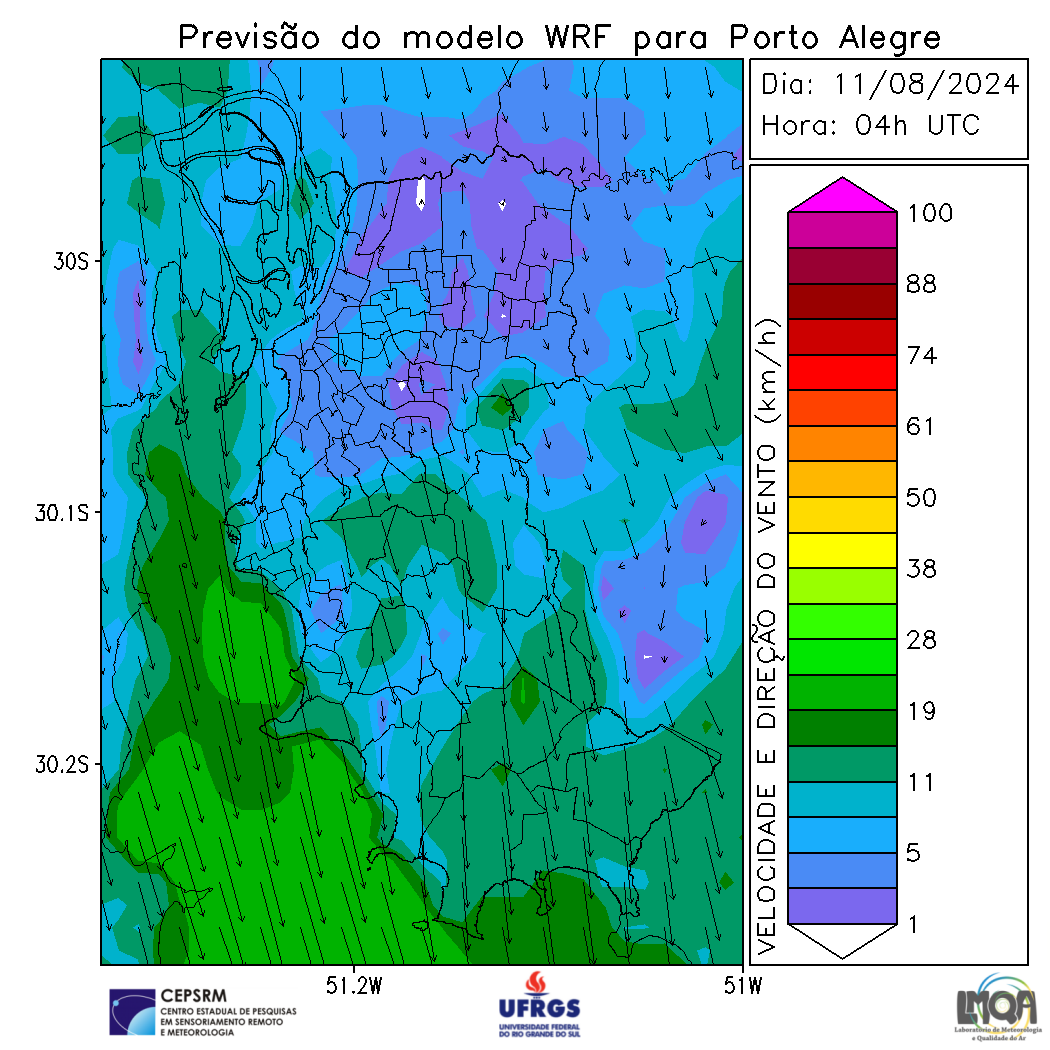 Previsão do modelo WRF para Porto Alegre
Dia: 11/08/2024
Hora: 04h UTC
30S
30.1S
30.2S
51.2W
51W
VELOCIDADE E DIREÇÃO DO VENTO (km/h)
100
88
74
61
50
38
28
19
11
5
1
CEPSRM
CENTRO ESTADUAL DE PESQUISAS
EM SENSORIAMENTO REMOTO
E METEOROLOGIA
UFRGS
UNIVERSIDADE FEDERAL
DO RIO GRANDE DO SUL
LMQA
Laboratório de Meteorologia
e Qualidade do Ar